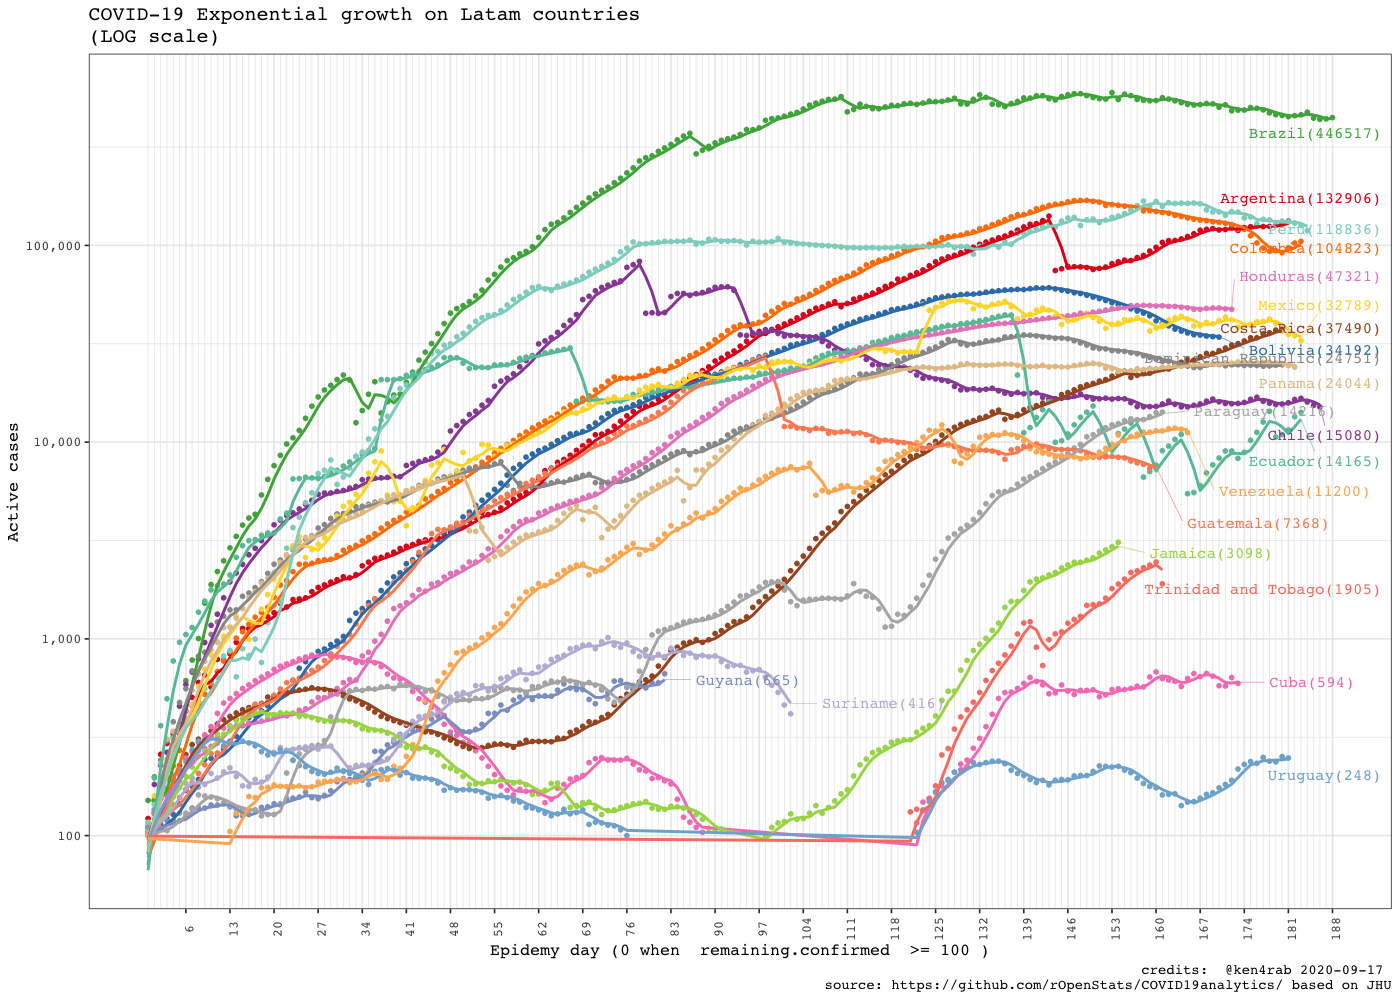 COVID-19 Exponential growth on Latam countries
(LOG scale)
Active cases
100,000
10,000
1,000
100
Brazil(446517)
Argentina(132906)
Peru(118836)
Colombia(104823)
Honduras(47321)
Mexico(32789)
Costa Rica(37490)
Bolivia(34192)
Dominican Republic(24751)
Panama(24044)
Paraguay(14216)
Chile(15080)
Ecuador(14165)
Venezuela(11200)
Guatemala(7368)
Jamaica(3098)
Trinidad and Tobago(1905)
Guyana(665)
Cuba(594)
Suriname(416)
Uruguay(248)
6 13 20 27 34 41 48 55 62 69 76 83 90 97 104 111 118 125 132 139 146 153 160 167 174 181 188
Epidemy day (0 when  remaining.confirmed  >= 100 )
credits:  @ken4rab 2020-09-17
source: https://github.com/rOpenStats/COVID19analytics/ based on JHU